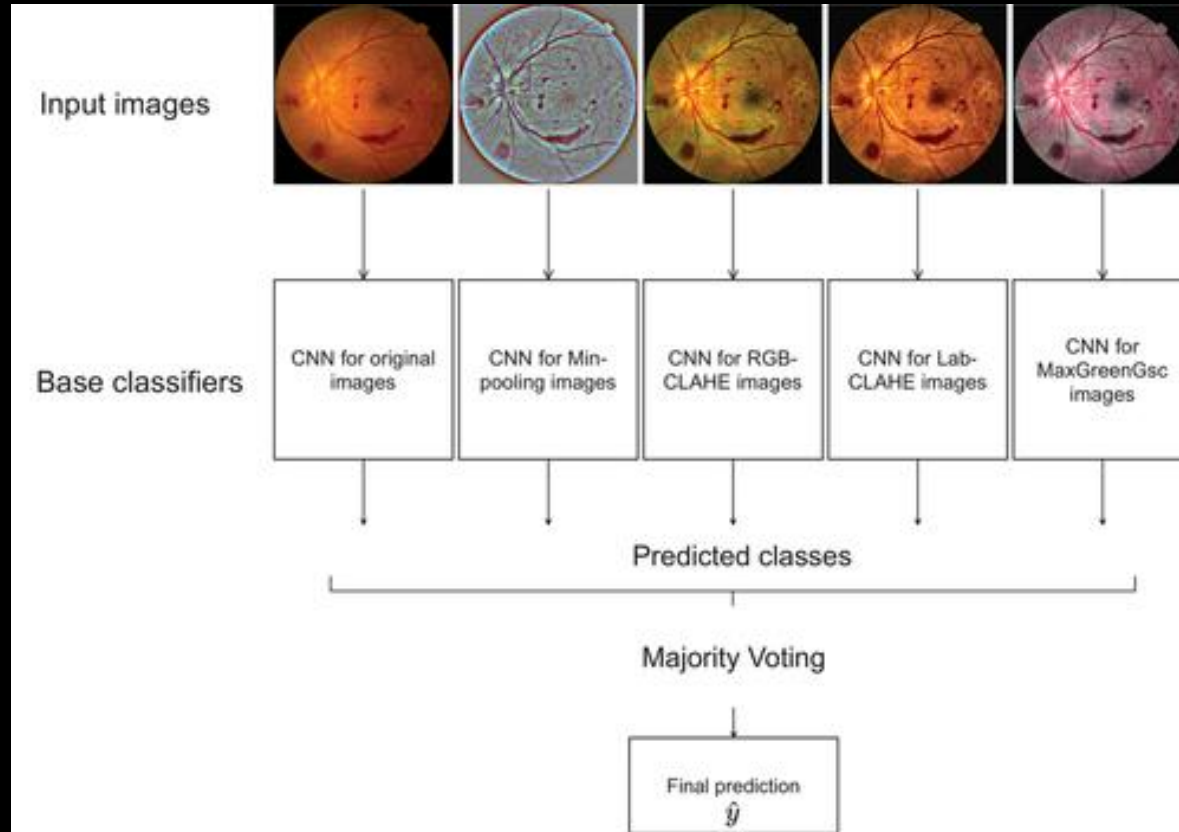 Input images
Base classifiers
CNN for original
images
CNN for Min-
pooling images
CNN for RGB-
CLAHE images
CNN for Lab-
CLAHE images
CNN for
MaxGreenGsc
images
Predicted classes
Majority Voting
Final prediction
ŷ